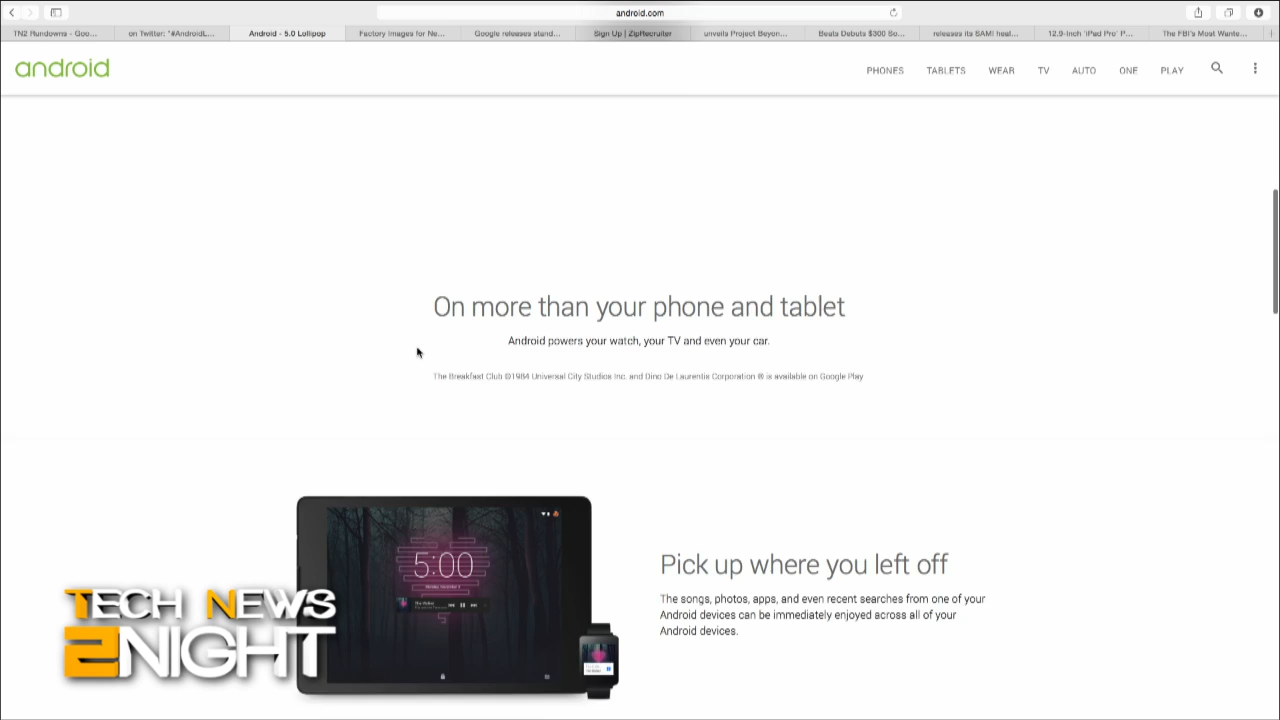 android.com
TN2 Rundowns - Goo...
on Twitter: "#AndroidL...
Android - 5.0 Lollipop
Factory Images for Ne...
Google releases stand...
Sign Up | ZipRecruiter
unveils Project Beyon...
Beats Debuts $300 So...
releases its SAMI heal...
12.9-Inch 'iPad Pro' P...
The FBI's Most Wante...
android
PHONES
TABLETS
WEAR
TV
AUTO
ONE
PLAY
On more than your phone and tablet
Android powers your watch, your TV and even your car.
The Breakfast Club ©1984 Universal City Studios Inc. and Dino De Laurentis Corporation ® is available on Google Play
5:00
Pick up where you left off
The songs, photos, apps, and even recent searches from one of your
Android devices can be immediately enjoyed across all of your
Android devices.
TECH NEWS
2NIGHT